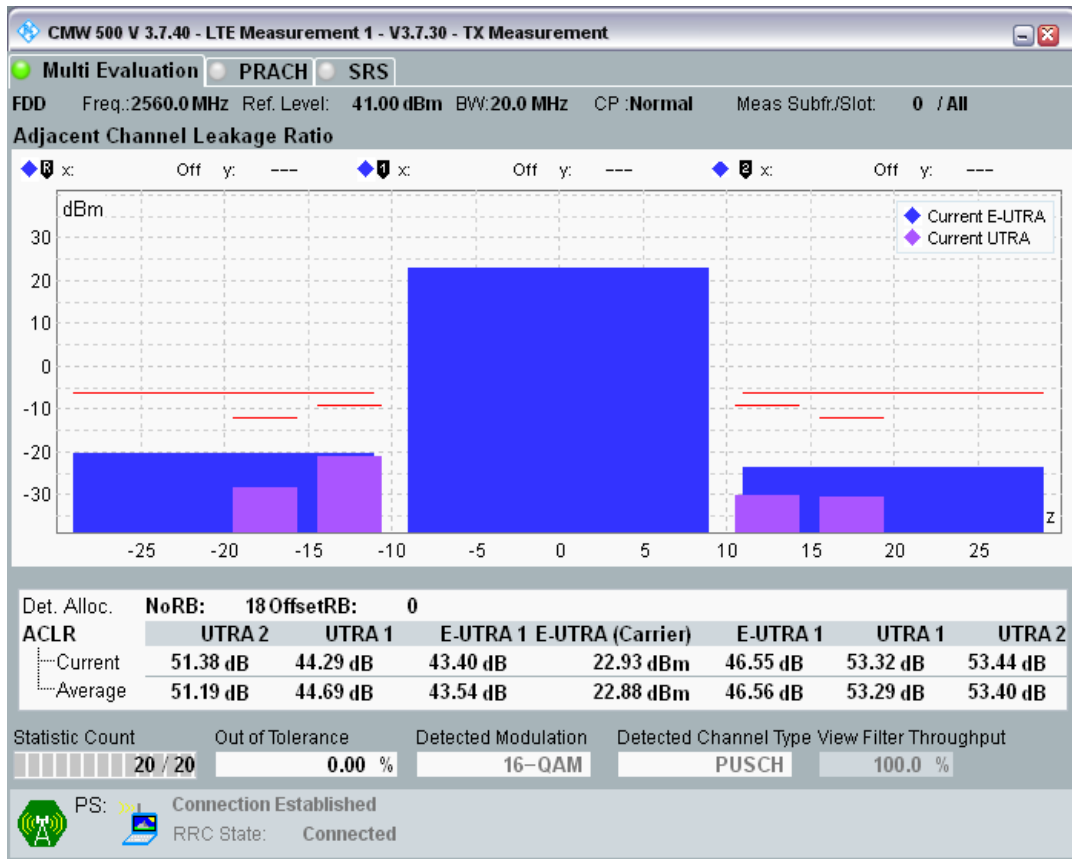 CMW 500 V 3.7.40 - LTE Measurement 1 - V3.7.30 - TX Measurement
Multi Evaluation PRACH SRS
FDD Freq.:2560.0 MHz Ref. Level: 41.00 dBm BW:20.0 MHz CP :Normal Meas Subfr./Slot: 0 / All
Adjacent Channel Leakage Ratio
R x: Off y: --- 1 x: Off y: --- 2 x: Off y: ---
dBm
Current E-UTRA
Current UTRA
30
20
10
0
-10
-20
-30
z
-25 -20 -15 -10 -5 0 5 10 15 20 25
Det. Alloc. NoRB: 18 OffsetRB: 0
ACLR UTRA 2 UTRA 1 E-UTRA 1 E-UTRA (Carrier) E-UTRA 1 UTRA 1 UTRA 2
Current 51.38 dB 44.29 dB 43.40 dB 22.93 dBm 46.55 dB 53.32 dB 53.44 dB
Average 51.19 dB 44.69 dB 43.54 dB 22.88 dBm 46.56 dB 53.29 dB 53.40 dB
Statistic Count Out of Tolerance Detected Modulation Detected Channel Type View Filter Throughput
20 / 20 0.00 % 16-QAM PUSCH 100.0 %
PS: Connection Established
RRC State: Connected